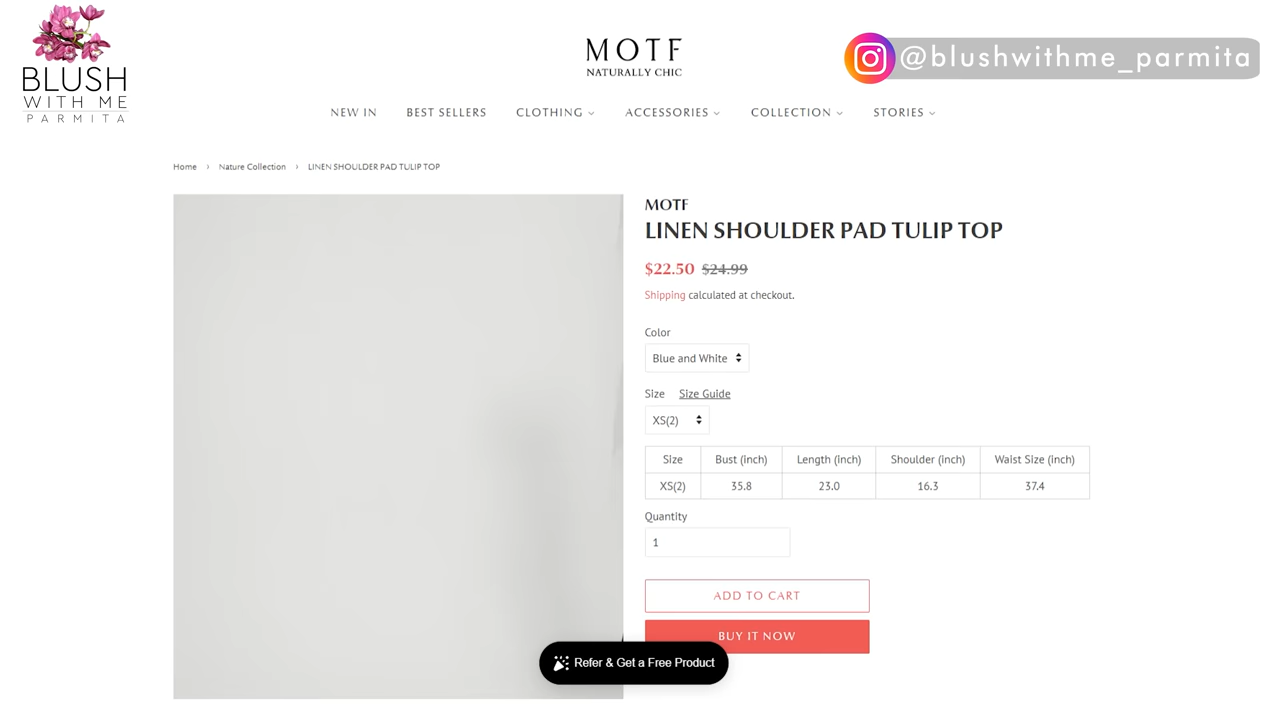 BLUSH
WITH ME
PARMITA
MOTF
NATURALLY CHIC
@blushwithme_parmita
NEW IN BEST SELLERS CLOTHING ACCESSORIES COLLECTION STORIES
Home › Nature Collection › LINEN SHOULDER PAD TULIP TOP
MOTF
LINEN SHOULDER PAD TULIP TOP
$22.50 $24.99
Shipping calculated at checkout.
Color
Blue and White
Size Size Guide
XS(2)
Size Bust (inch) Length (inch) Shoulder (inch) Waist Size (inch)
XS(2) 35.8 23.0 16.3 37.4
Quantity
1
ADD TO CART
BUY IT NOW
Refer & Get a Free Product